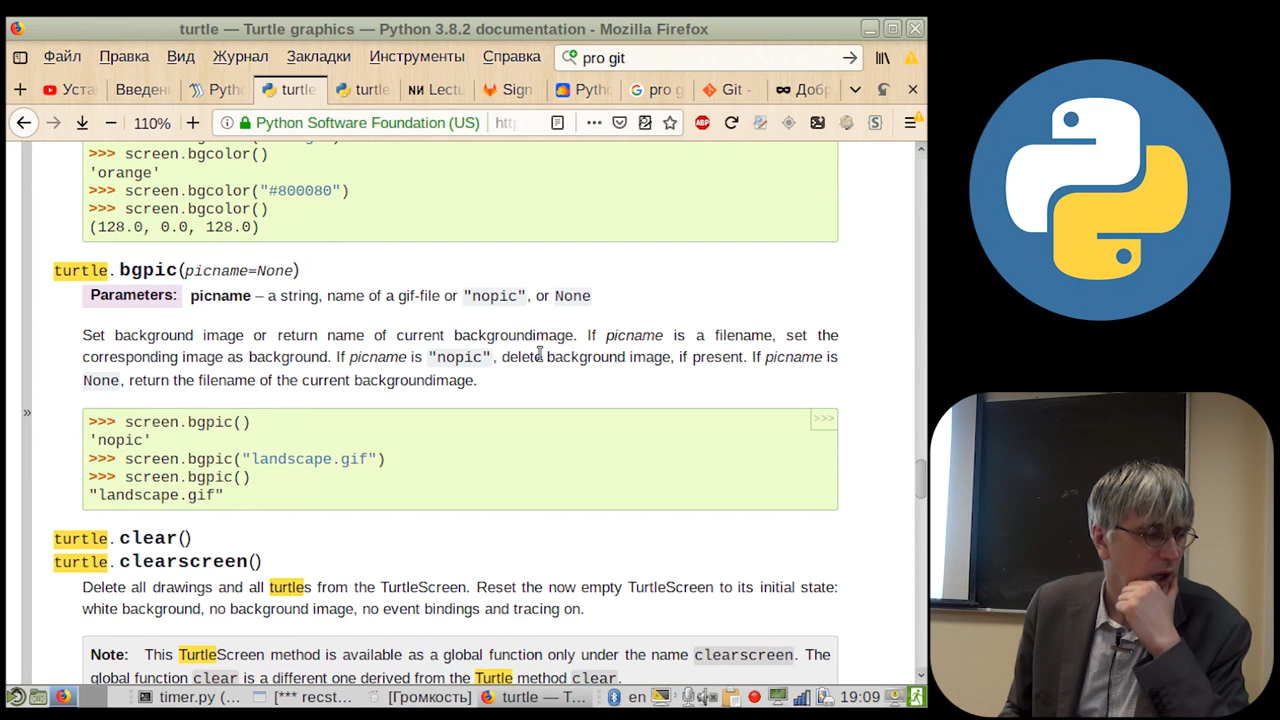 turtle — Turtle graphics — Python 3.8.2 documentation - Mozilla Firefox
Файл Правка Вид Журнал Закладки Инструменты Справка pro git
Уста Введені Pytho turtle turtle Lectu Sign Pytho pro g Git - Добр
110% Python Software Foundation (US) htt ABP
>>> screen.bgcolor()
'orange'
>>> screen.bgcolor("#800080")
>>> screen.bgcolor()
(128.0, 0.0, 128.0)
turtle.bgpic(picname=None)
Parameters: picname – a string, name of a gif-file or "nopic", or None
Set background image or return name of current backgroundimage. If picname is a filename, set the
corresponding image as background. If picname is "nopic", delete background image, if present. If picname is
None, return the filename of the current backgroundimage.
>>> screen.bgpic() >>>
'nopic'
>>> screen.bgpic("landscape.gif")
>>> screen.bgpic()
"landscape.gif"
turtle.clear()
turtle.clearscreen()
Delete all drawings and all turtles from the TurtleScreen. Reset the now empty TurtleScreen to its initial state:
white background, no background image, no event bindings and tracing on.
Note: This TurtleScreen method is available as a global function only under the name clearscreen. The
global function clear is a different one derived from the Turtle method clear.
timer.py (... [*** recst... [Громкость] turtle — T... en 19:09